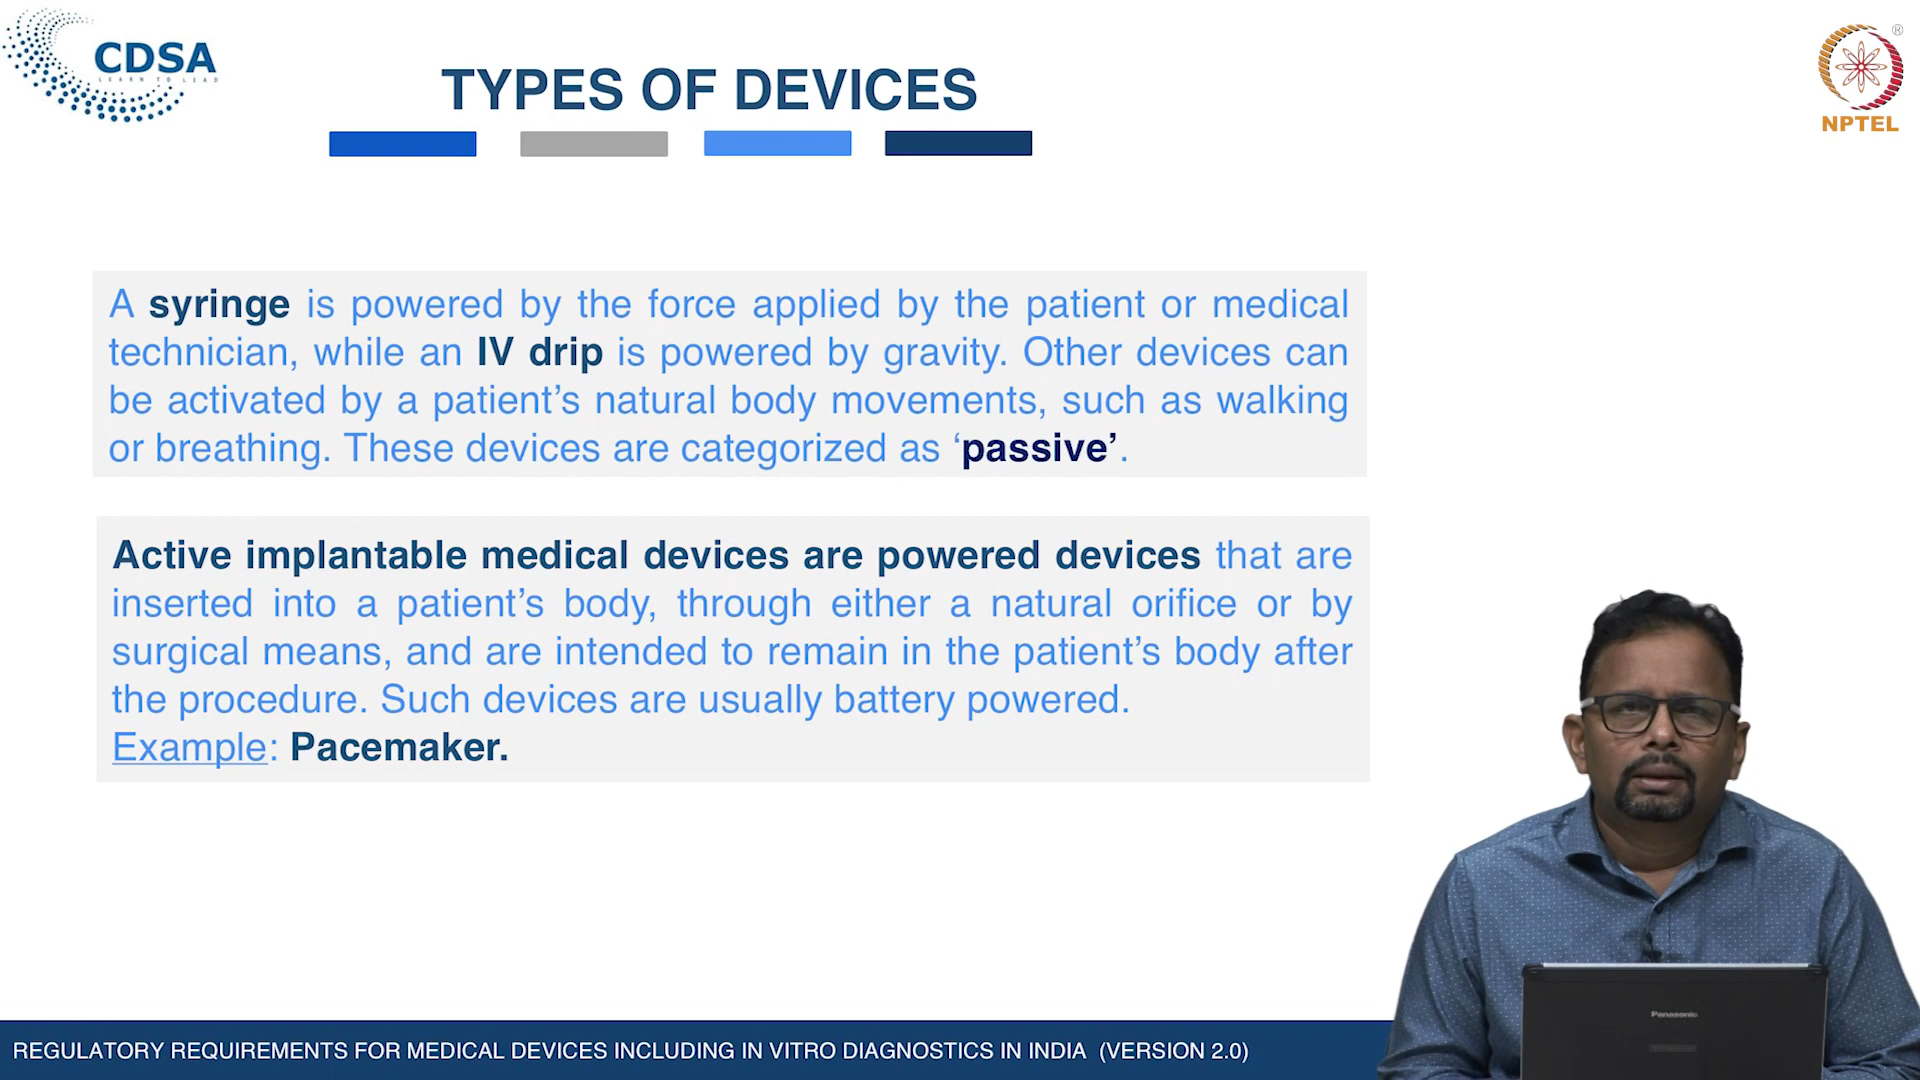 CDSA
LEARN TO LEAD
TYPES OF DEVICES
®
NPTEL
A syringe is powered by the force applied by the patient or medical
technician, while an IV drip is powered by gravity. Other devices can
be activated by a patient’s natural body movements, such as walking
or breathing. These devices are categorized as ‘passive’.
Active implantable medical devices are powered devices that are
inserted into a patient’s body, through either a natural orifice or by
surgical means, and are intended to remain in the patient’s body after
the procedure. Such devices are usually battery powered.
Example: Pacemaker.
Panasonic
REGULATORY REQUIREMENTS FOR MEDICAL DEVICES INCLUDING IN VITRO DIAGNOSTICS IN INDIA (VERSION 2.0)